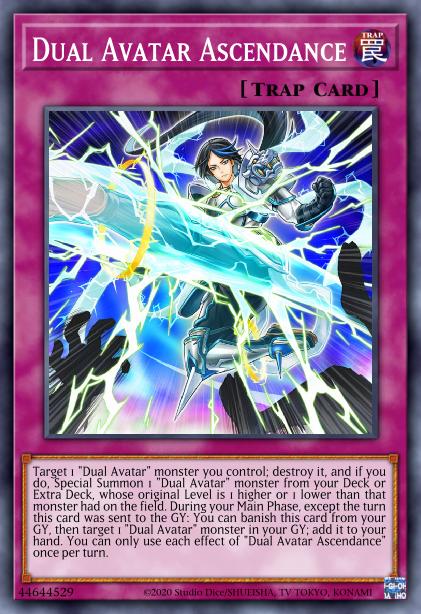 DUAL AVATAR ASCENDANCE
TRAP
罠
[TRAP CARD]
Target 1 "Dual Avatar" monster you control; destroy it, and if you
do, Special Summon 1 "Dual Avatar" monster from your Deck or
Extra Deck, whose original Level is 1 higher or 1 lower than that
monster had on the field. During your Main Phase, except the turn
this card was sent to the GY: You can banish this card from your
GY, then target 1 "Dual Avatar" monster in your GY; add it to your
hand. You can only use each effect of "Dual Avatar Ascendance"
once per turn.
44644529
©2020 Studio Dice/SHUEISHA, TV TOKYO, KONAMI